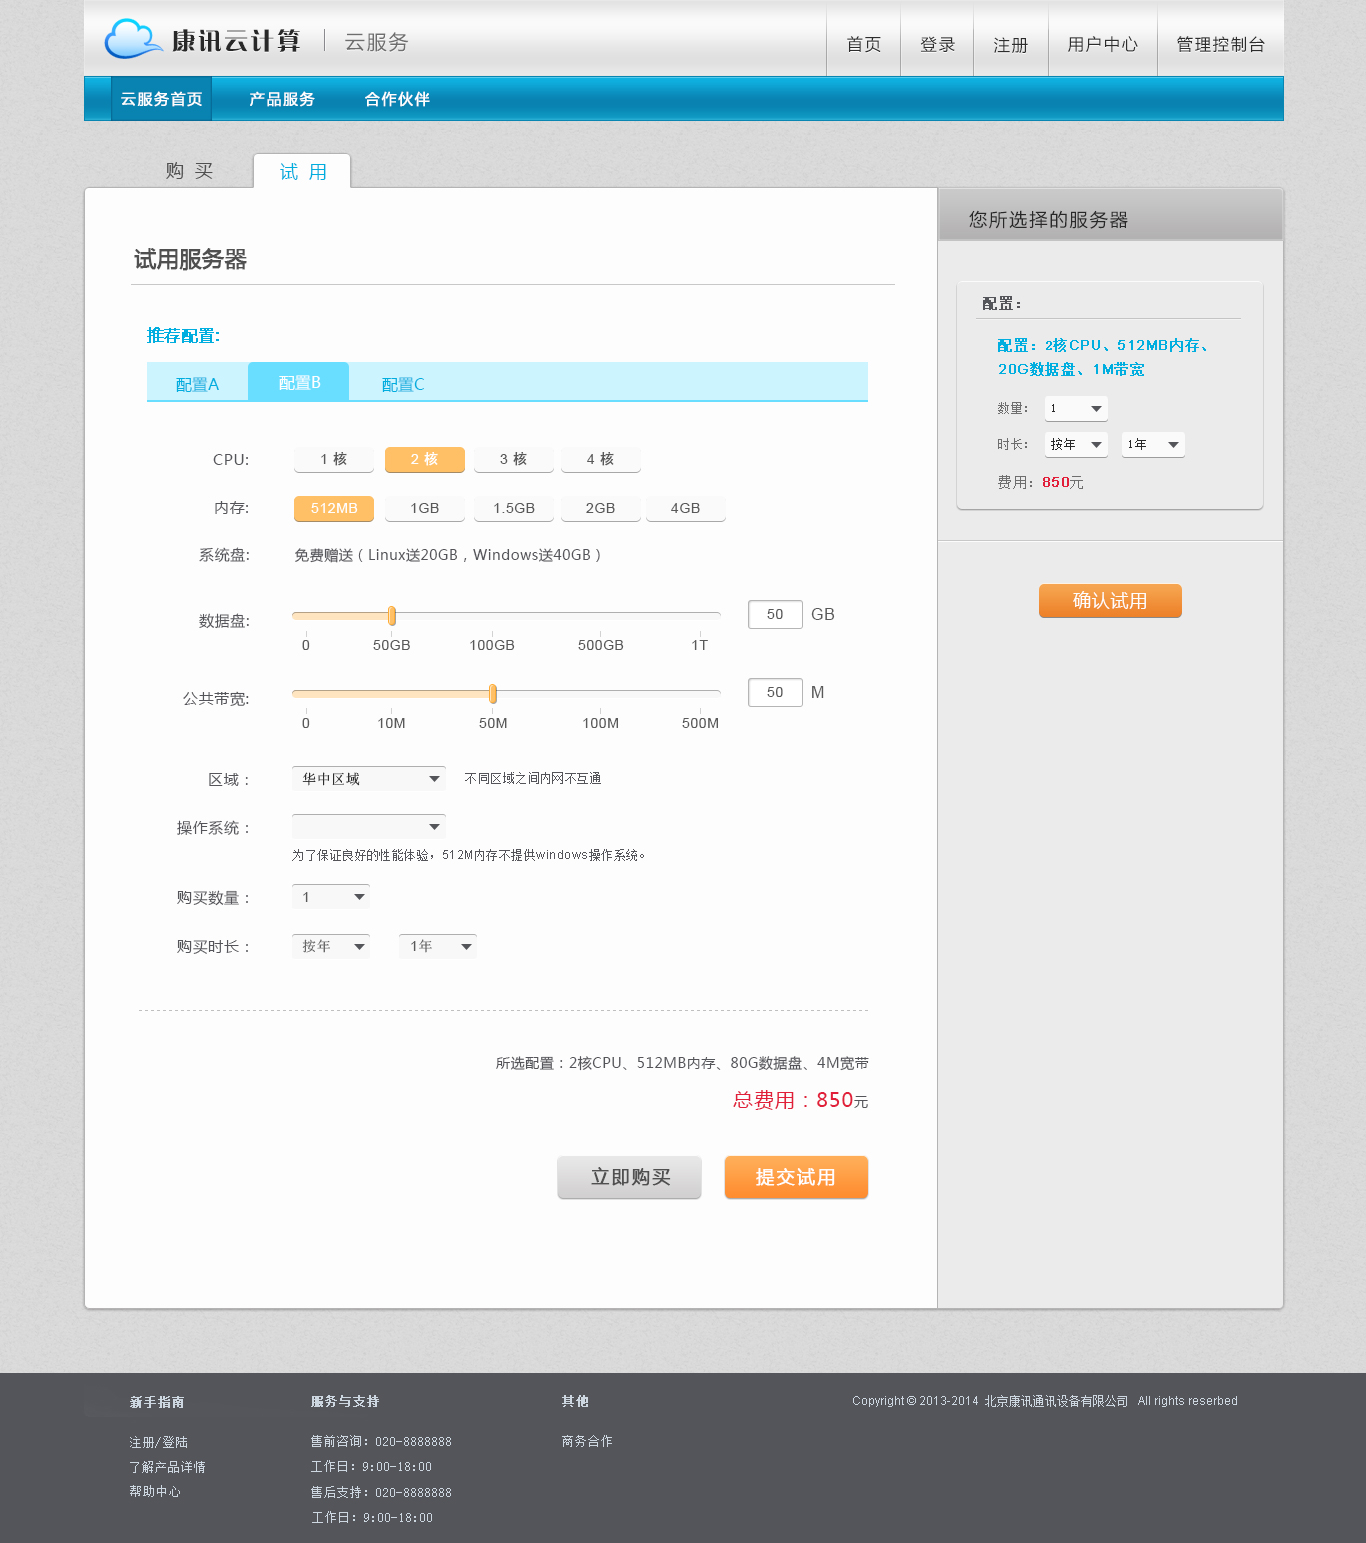 康讯云计算 云服务 首页 登录 注册 用户中心 管理控制台
云服务首页 产品服务 合作伙伴
购 买 试 用
试用服务器
推荐配置:
配置A 配置B 配置C
CPU: 1 核 2 核 3 核 4 核
内存: 512MB 1GB 1.5GB 2GB 4GB
系统盘: 免费赠送（Linux送20GB，Windows送40GB）
数据盘: 50 GB
0 50GB 100GB 500GB 1T
公共带宽: 50 M
0 10M 50M 100M 500M
区域： 华中区域 不同区域之间内网不互通
操作系统：
为了保证良好的性能体验，512M内存不提供windows操作系统。
购买数量： 1
购买时长： 按年 1年
所选配置：2核CPU、512MB内存、80G数据盘、4M宽带
总费用：850元
立即购买 提交试用
您所选择的服务器
配置：
配置：2核CPU、512MB内存、
20G数据盘、1M带宽
数量： 1
时长： 按年 1年
费用：850元
确认试用
新手指南
注册/登陆
了解产品详情
帮助中心
服务与支持
售前咨询：020-8888888
工作日：9:00-18:00
售后支持：020-8888888
工作日：9:00-18:00
其他
商务合作
Copyright © 2013-2014 北京康讯通讯设备有限公司 All rights reserbed